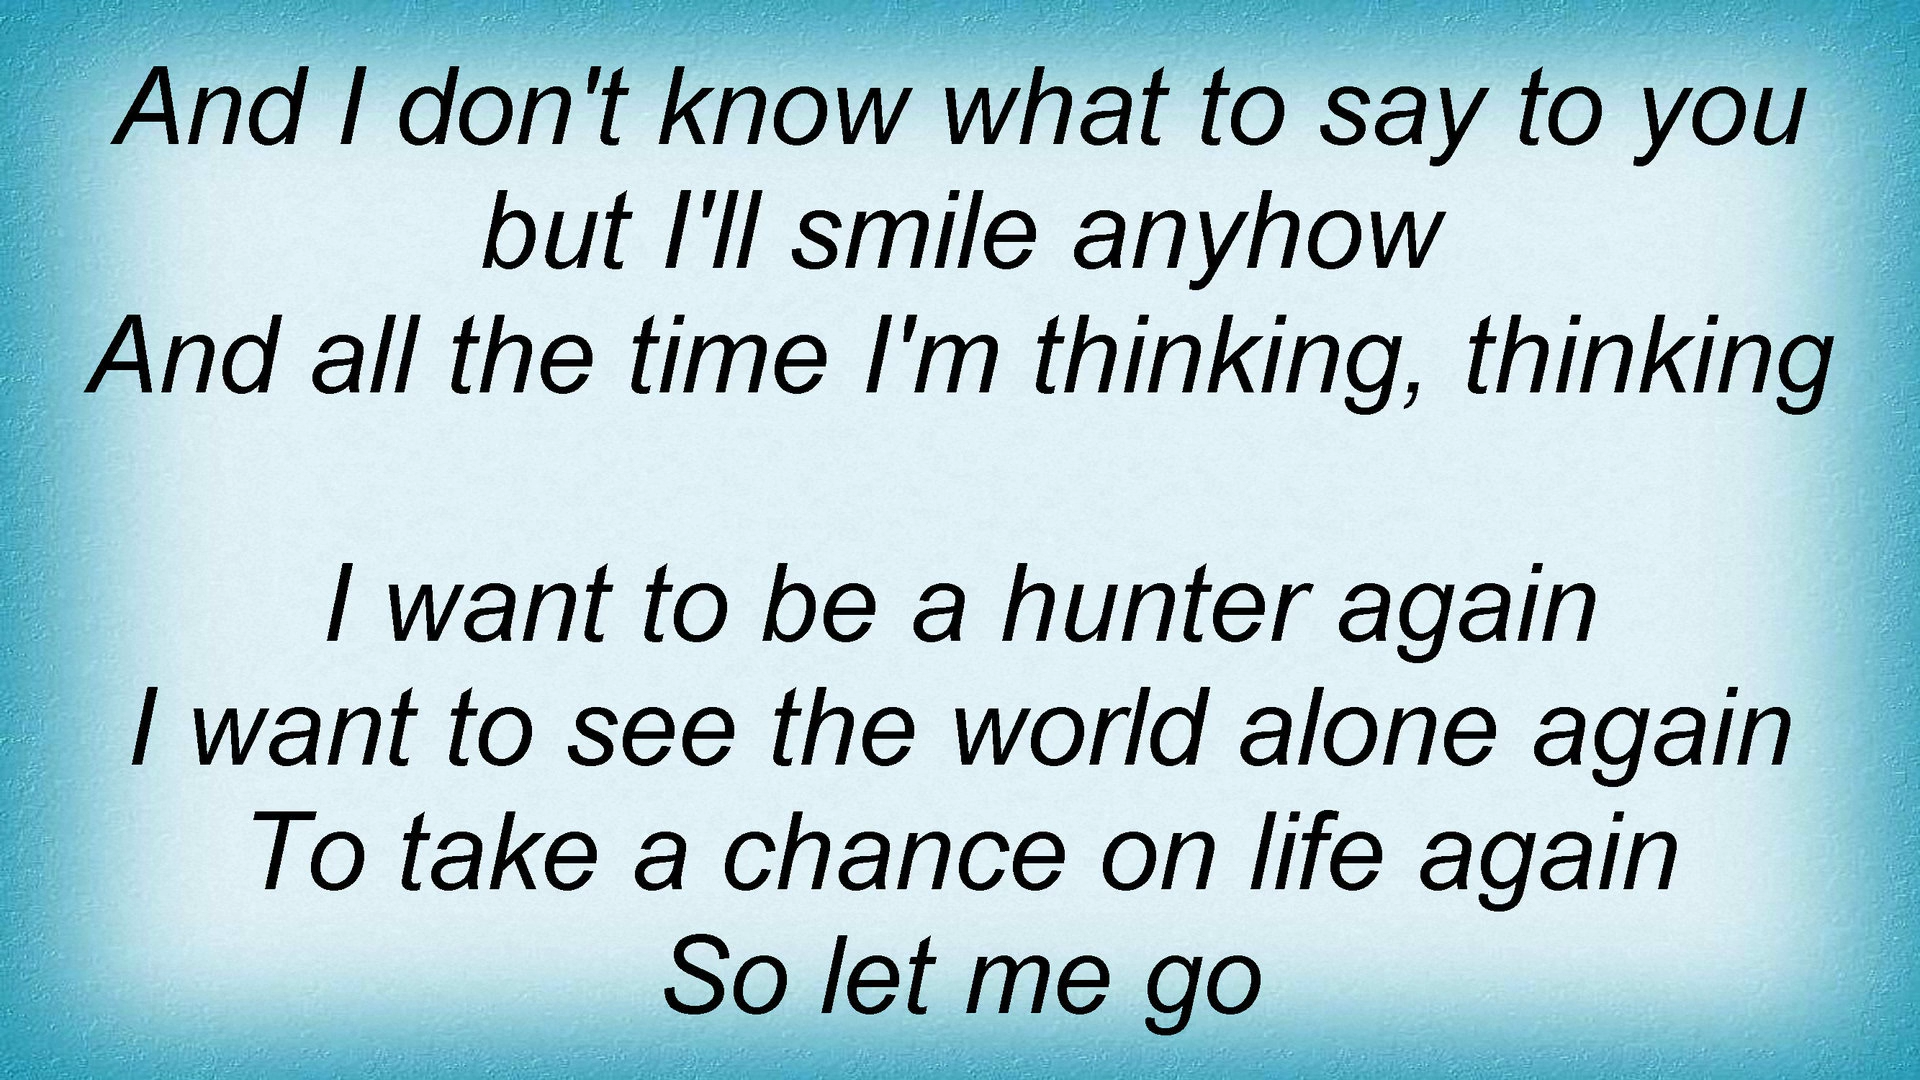 And I don't know what to say to you
but I'll smile anyhow
And all the time I'm thinking, thinking
I want to be a hunter again
I want to see the world alone again
To take a chance on life again
So let me go